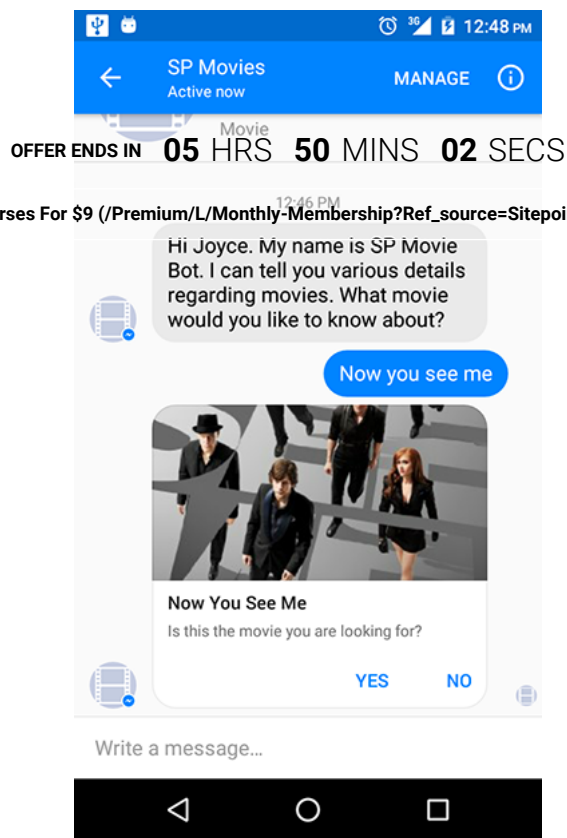 3G 12:48 PM
SP Movies
Active now
MANAGE
Movie
OFFER ENDS IN 05 HRS 50 MINS 02 SECS
12:46 PM
rses For $9 (/Premium/L/Monthly-Membership?Ref_source=Sitepoi
Hi Joyce. My name is SP Movie
Bot. I can tell you various details
regarding movies. What movie
would you like to know about?
Now you see me
Now You See Me
Is this the movie you are looking for?
YES NO
Write a message...